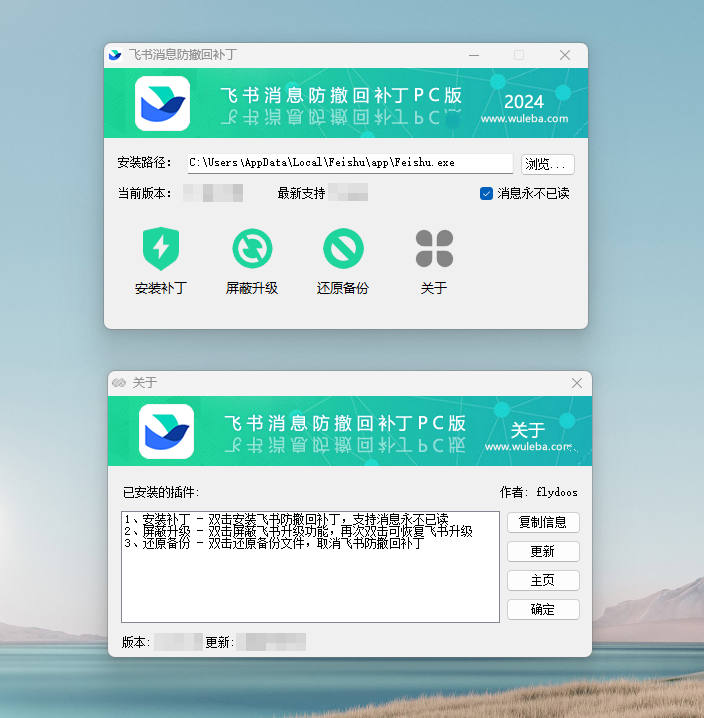 飞书消息防撤回补丁
飞书消息防撤回补丁PC版
2024
www.wuleba.com
安装路径: C:\Users\AppData\Local\Feishu\app\Feishu.exe 浏览...
当前版本: 最新支持 消息永不已读
安装补丁 屏蔽升级 还原备份 关于
关于
飞书消息防撤回补丁PC版
关于
www.wuleba.com
已安装的插件: 作者: flydoos
1、安装补丁 - 双击安装飞书防撤回补丁，支持消息永不已读
2、屏蔽升级 - 双击屏蔽飞书升级功能，再次双击可恢复飞书升级
3、还原备份 - 双击还原备份文件，取消飞书防撤回补丁
复制信息
更新
主页
确定
版本: 更新: